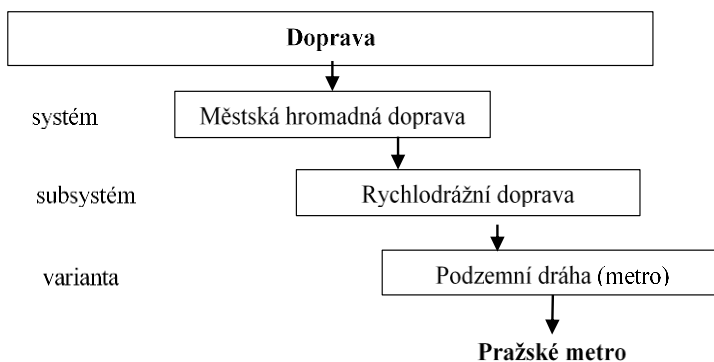 Doprava
systém
Městská hromadná doprava
subsystém
Rychlodrážní doprava
varianta
Podzemní dráha (metro)
Pražské metro